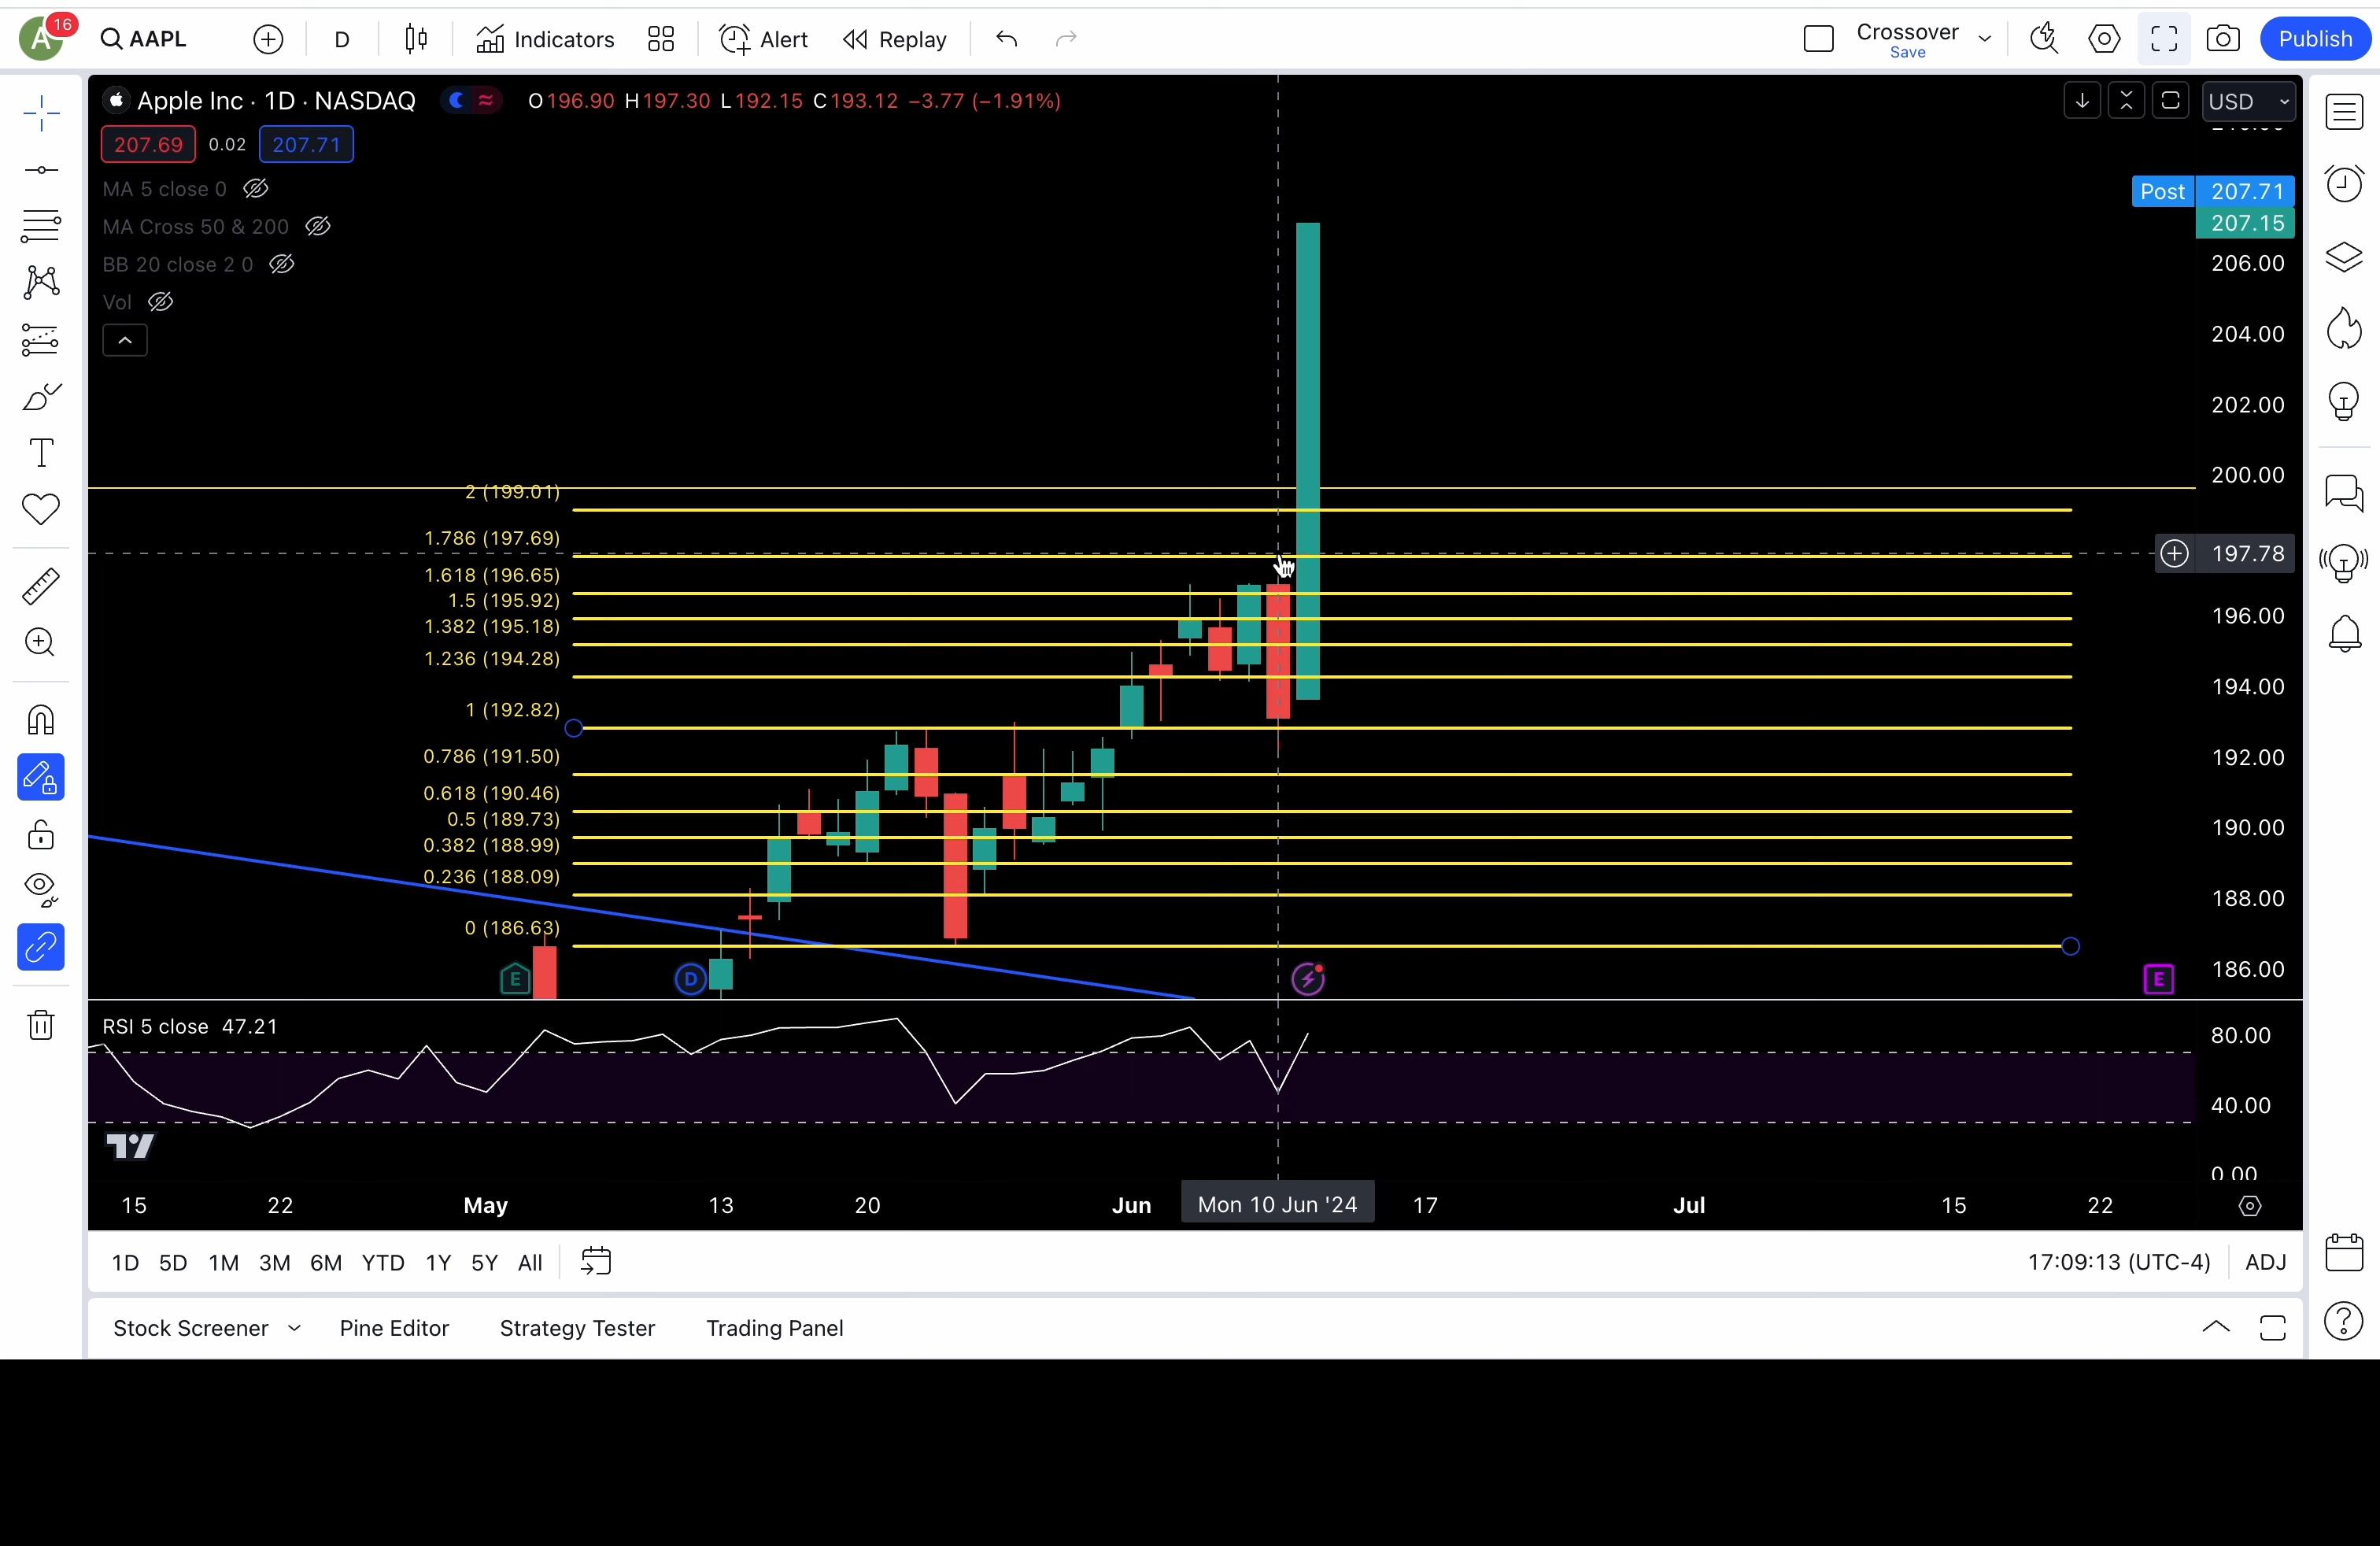 A 16 AAPL D Indicators Alert Replay Crossover Save Publish
Apple Inc · 1D · NASDAQ O196.90 H197.30 L192.15 C193.12 −3.77 (−1.91%) USD
207.69 0.02 207.71
MA 5 close 0
MA Cross 50 & 200
BB 20 close 2 0
Vol
Post 207.71
207.15
206.00
204.00
202.00
200.00
197.78
196.00
194.00
192.00
190.00
188.00
186.00
2 (199.01)
1.786 (197.69)
1.618 (196.65)
1.5 (195.92)
1.382 (195.18)
1.236 (194.28)
1 (192.82)
0.786 (191.50)
0.618 (190.46)
0.5 (189.73)
0.382 (188.99)
0.236 (188.09)
0 (186.63)
E D E
RSI 5 close 47.21
80.00
40.00
0.00
15 22 May 13 20 Jun Mon 10 Jun '24 17 Jul 15 22
1D 5D 1M 3M 6M YTD 1Y 5Y All 17:09:13 (UTC-4) ADJ
Stock Screener Pine Editor Strategy Tester Trading Panel